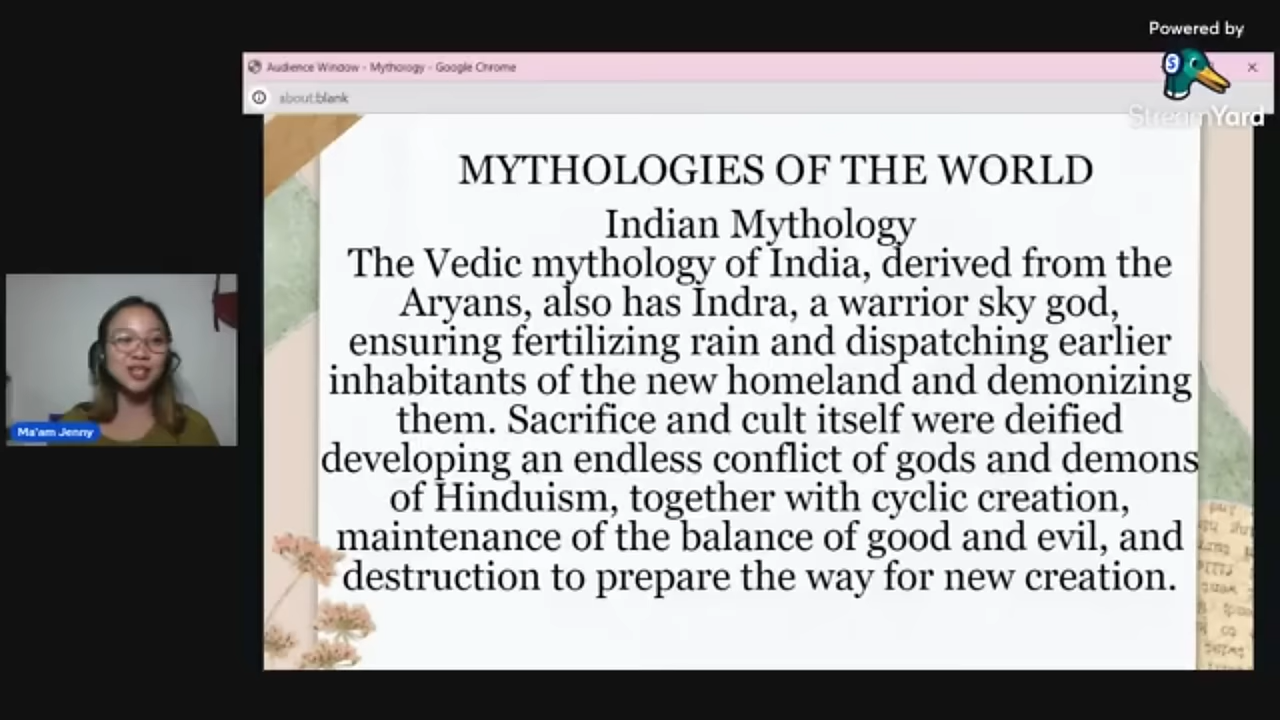 Powered by
StreamYard
Audience Window - Mythology - Google Chrome
about:blank
MYTHOLOGIES OF THE WORLD
Indian Mythology
The Vedic mythology of India, derived from the
Aryans, also has Indra, a warrior sky god,
ensuring fertilizing rain and dispatching earlier
inhabitants of the new homeland and demonizing
them. Sacrifice and cult itself were deified
developing an endless conflict of gods and demons
of Hinduism, together with cyclic creation,
maintenance of the balance of good and evil, and
destruction to prepare the way for new creation.
Ma'am Jenny